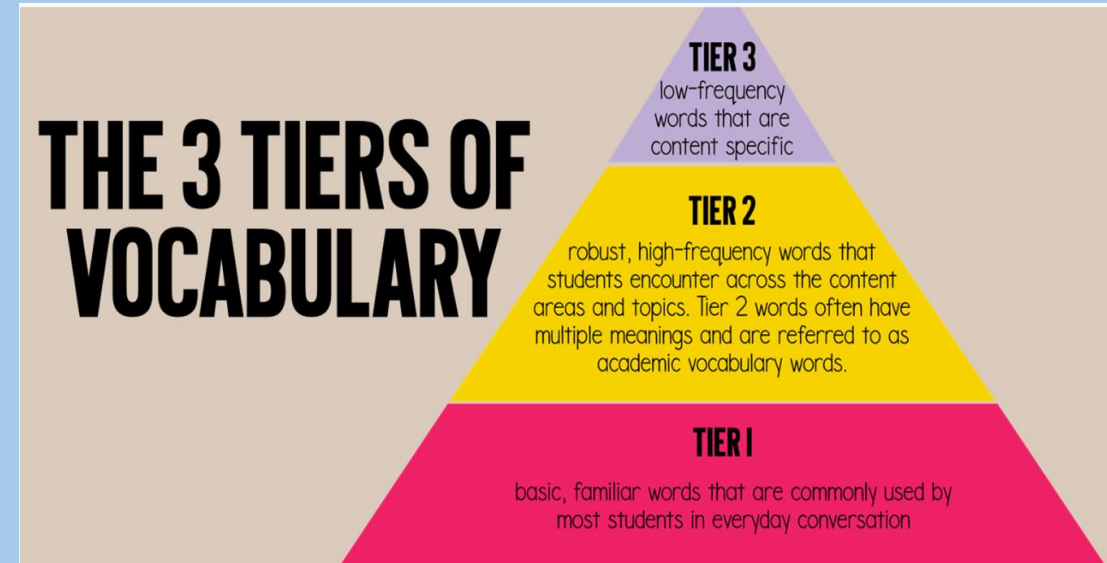 THE 3 TIERS OF
VOCABULARY
TIER 3
low-frequency
words that are
content specific
TIER 2
robust, high-frequency words that
students encounter across the content
areas and topics. Tier 2 words often have
multiple meanings and are referred to as
academic vocabulary words.
TIER 1
basic, familiar words that are commonly used by
most students in everyday conversation